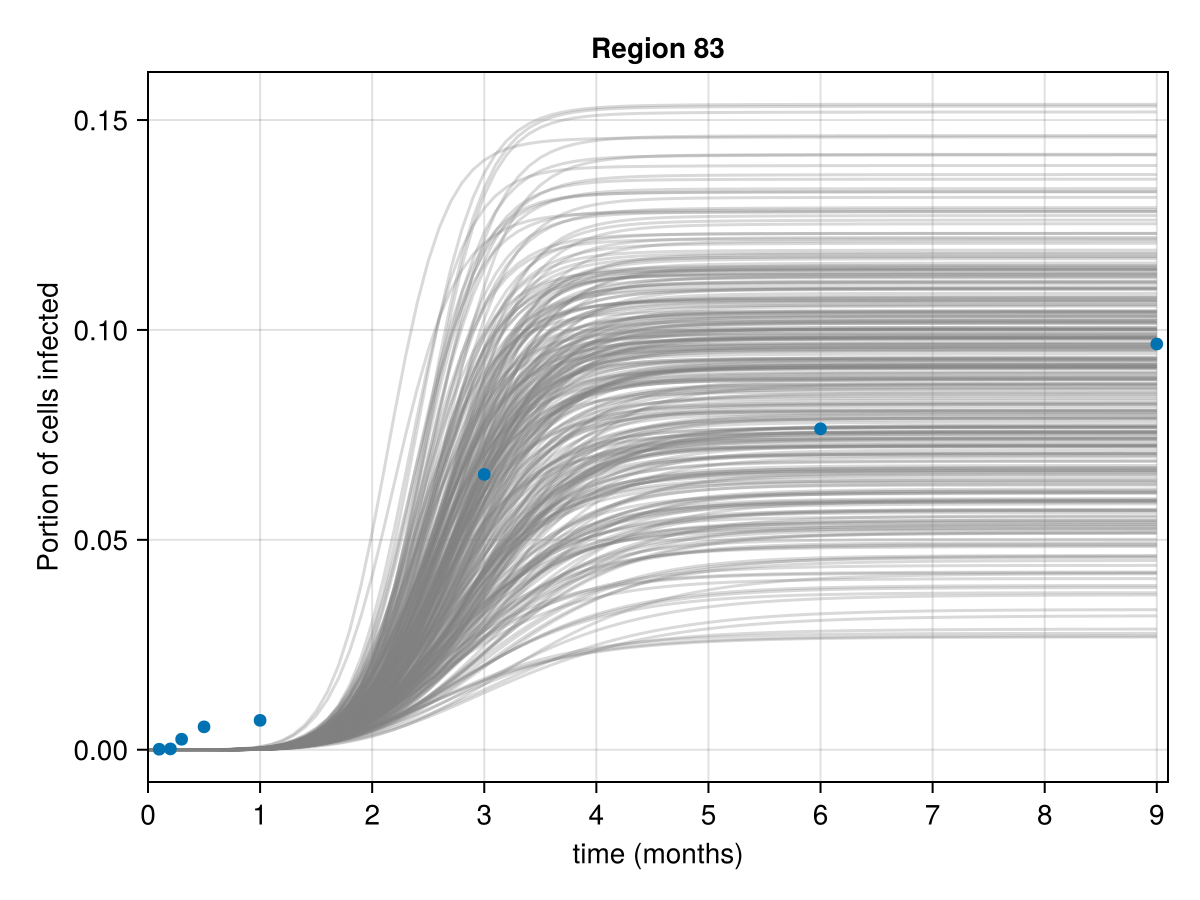 Region 83
Portion of cells infected
0.15
0.10
0.05
0.00
0 1 2 3 4 5 6 7 8 9
time (months)